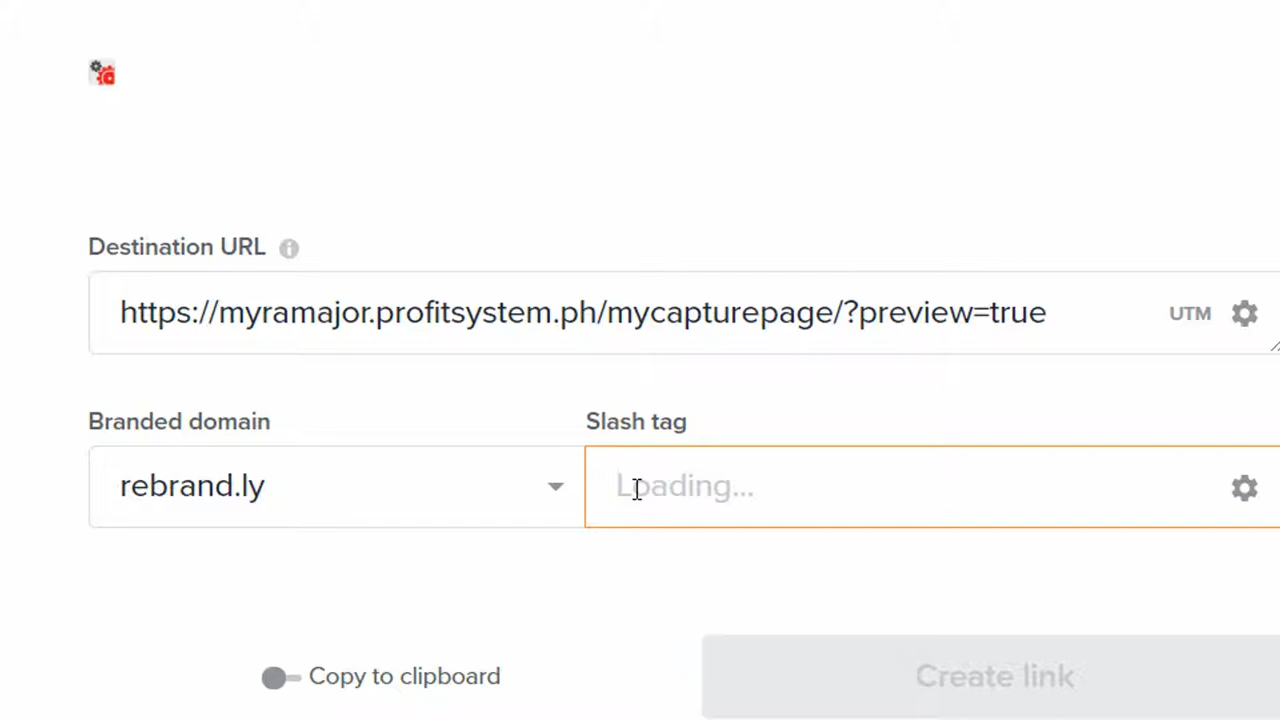 Destination URL
https://myramajor.profitsystem.ph/mycapturepage/?preview=true UTM
Branded domain Slash tag
rebrand.ly Loading...
Copy to clipboard Create link